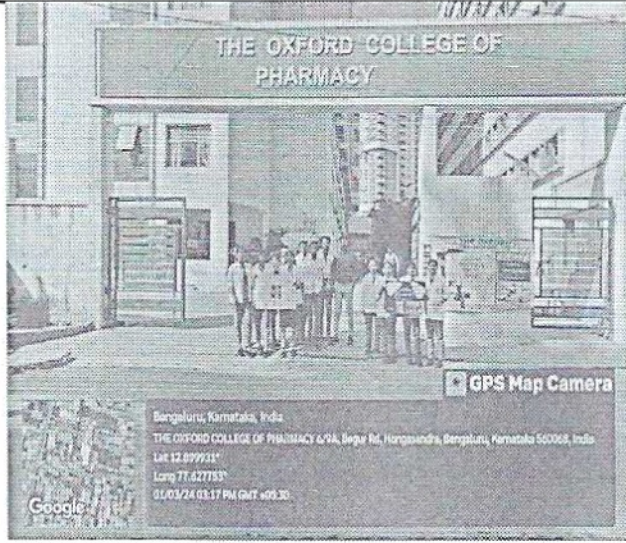 THE OXFORD COLLEGE OF
PHARMACY
GPS Map Camera
Bengaluru, Karnataka, India
THE OXFORD COLLEGE OF PHARMACY 6/9A, Begur Rd, Hongasandra, Bengaluru, Karnataka 560068, India
Lat 12.899931°
Long 77.627753°
01/03/24 03:17 PM GMT +05:30
Google